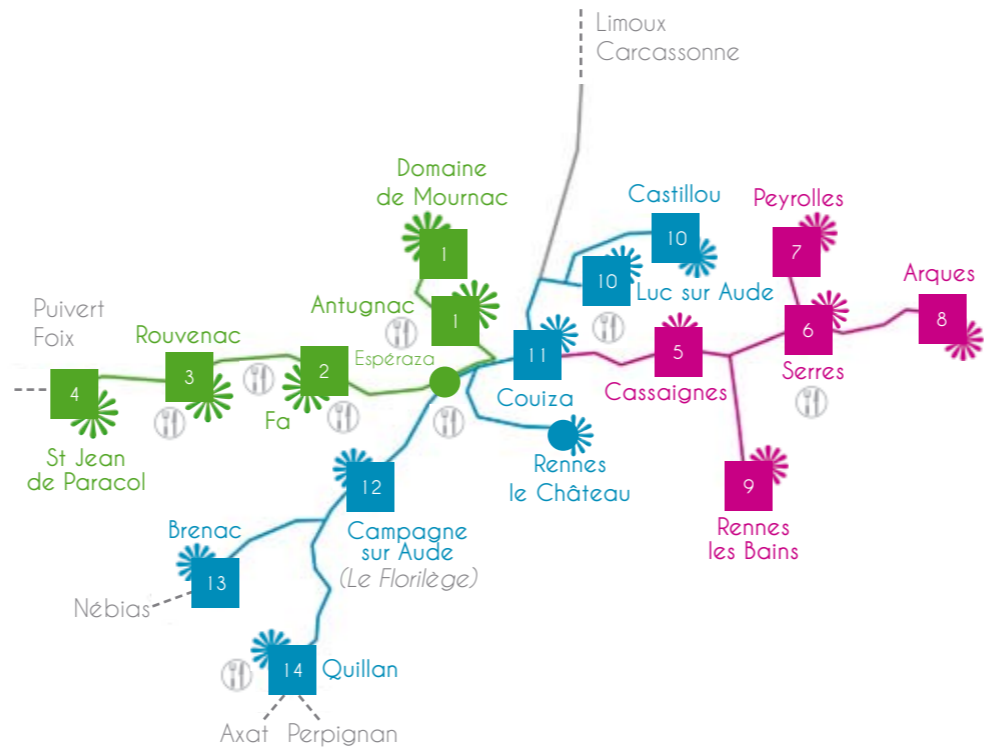 Limoux
Carcassonne
Domaine
de Mournac
1
Castillou
10
Peyrolles
7
10
Luc sur Aude
Arques
8
Antugnac
1
Puivert
Foix
Rouvenac
3
2
Fa
4
St Jean
de Paracol
Espéraza
11
Couiza
5
Cassaignes
6
Serres
Rennes
le Château
9
Rennes
les Bains
12
Campagne
sur Aude
(Le Florilège)
Brenac
13
Nébias
14
Quillan
Axat
Perpignan